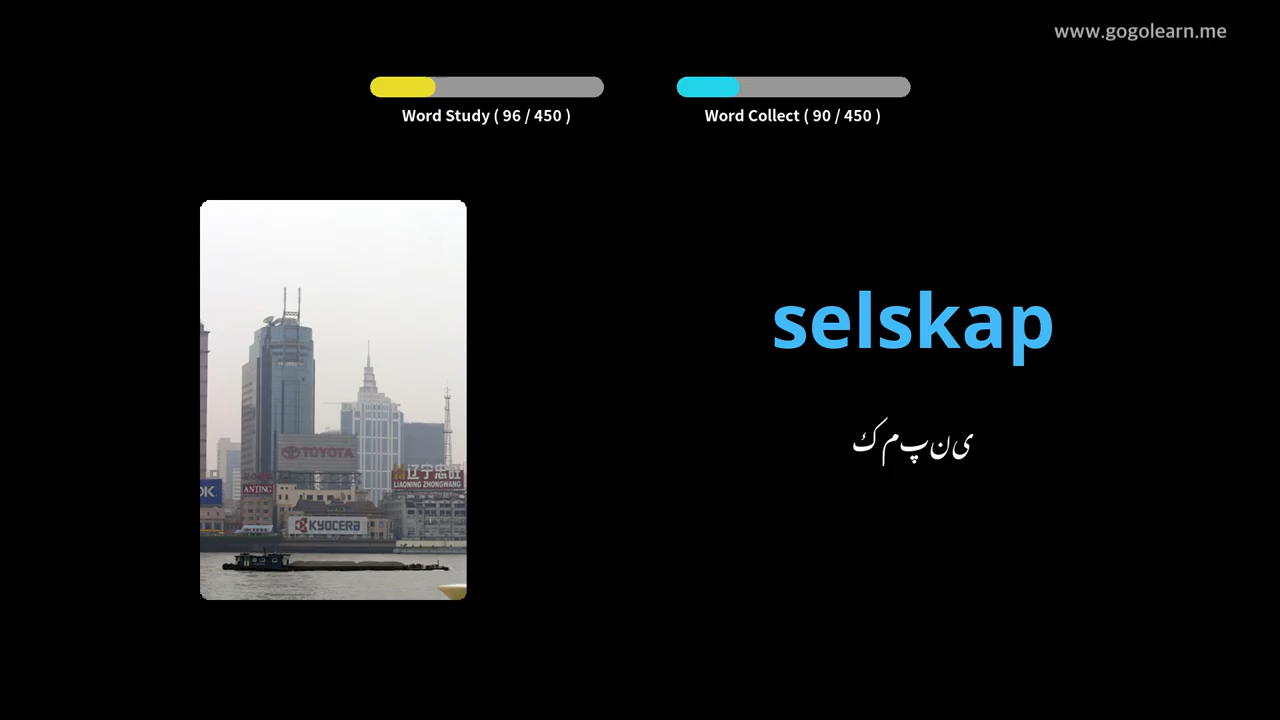 www.gogolearn.me
Word Study ( 96 / 450 )
Word Collect ( 90 / 450 )
selskap
کمپنی
TOYOTA
辽宁忠旺
LIAONING ZHONGWANG
ANTING
KYOCERA